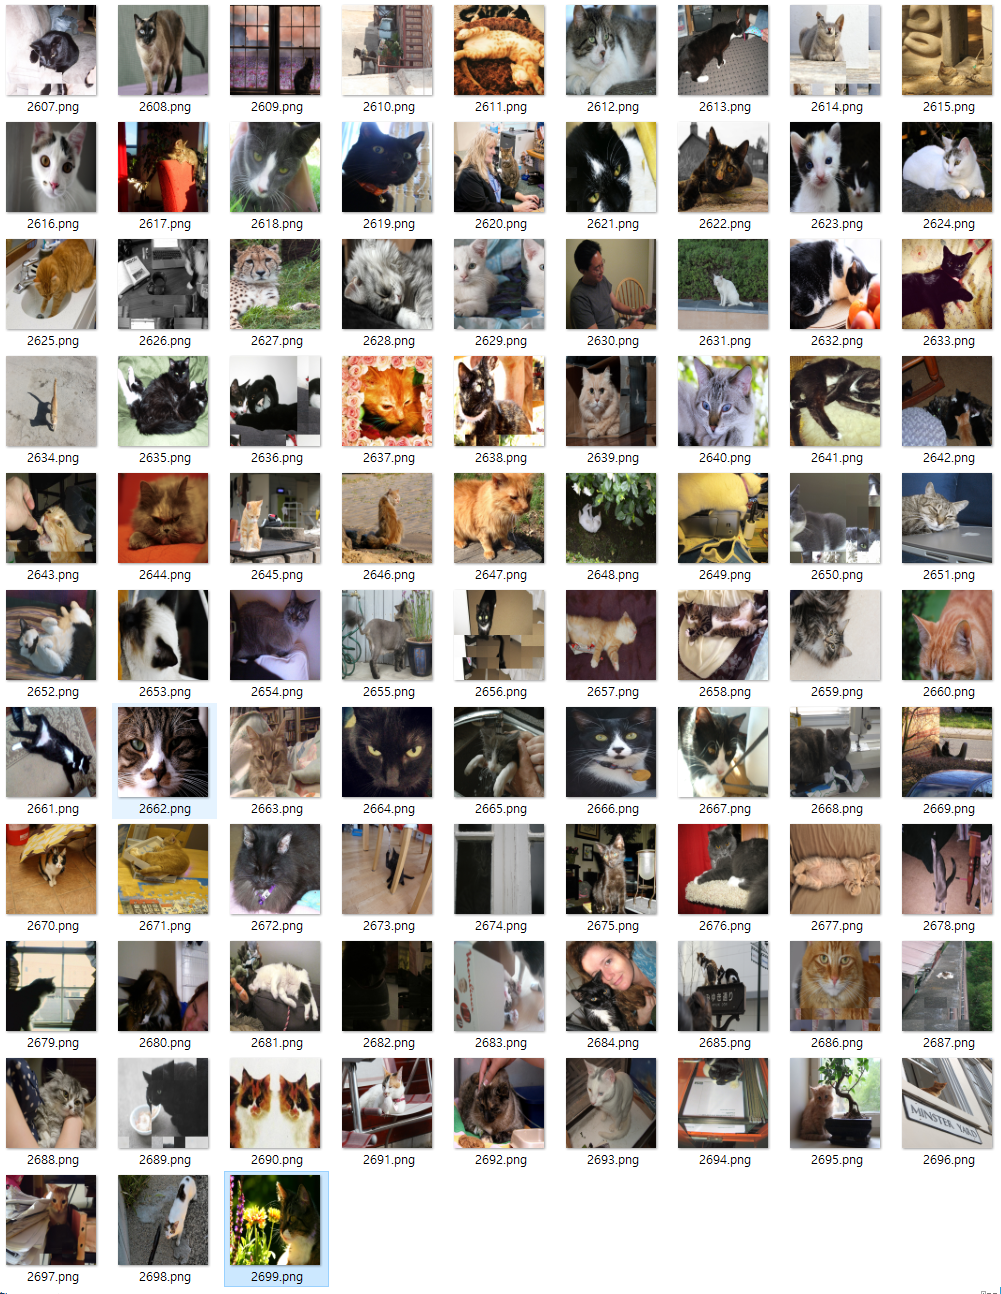 2607.png 2608.png 2609.png 2610.png 2611.png 2612.png 2613.png 2614.png 2615.png
2616.png 2617.png 2618.png 2619.png 2620.png 2621.png 2622.png 2623.png 2624.png
2625.png 2626.png 2627.png 2628.png 2629.png 2630.png 2631.png 2632.png 2633.png
2634.png 2635.png 2636.png 2637.png 2638.png 2639.png 2640.png 2641.png 2642.png
2643.png 2644.png 2645.png 2646.png 2647.png 2648.png 2649.png 2650.png 2651.png
2652.png 2653.png 2654.png 2655.png 2656.png 2657.png 2658.png 2659.png 2660.png
2661.png 2662.png 2663.png 2664.png 2665.png 2666.png 2667.png 2668.png 2669.png
2670.png 2671.png 2672.png 2673.png 2674.png 2675.png 2676.png 2677.png 2678.png
2679.png 2680.png 2681.png 2682.png 2683.png 2684.png 2685.png 2686.png 2687.png
MINSTER YARD
2688.png 2689.png 2690.png 2691.png 2692.png 2693.png 2694.png 2695.png 2696.png
2697.png 2698.png 2699.png